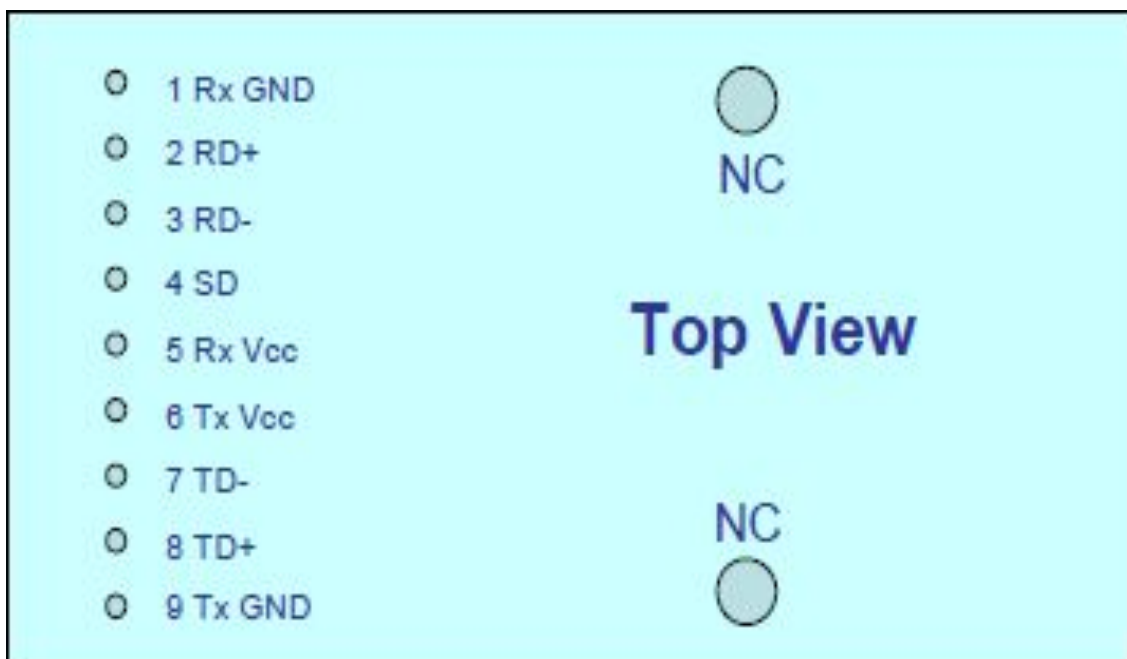 1 Rx GND
2 RD+
3 RD-
4 SD
5 Rx Vcc
6 Tx Vcc
7 TD-
8 TD+
9 Tx GND
NC
Top View
NC